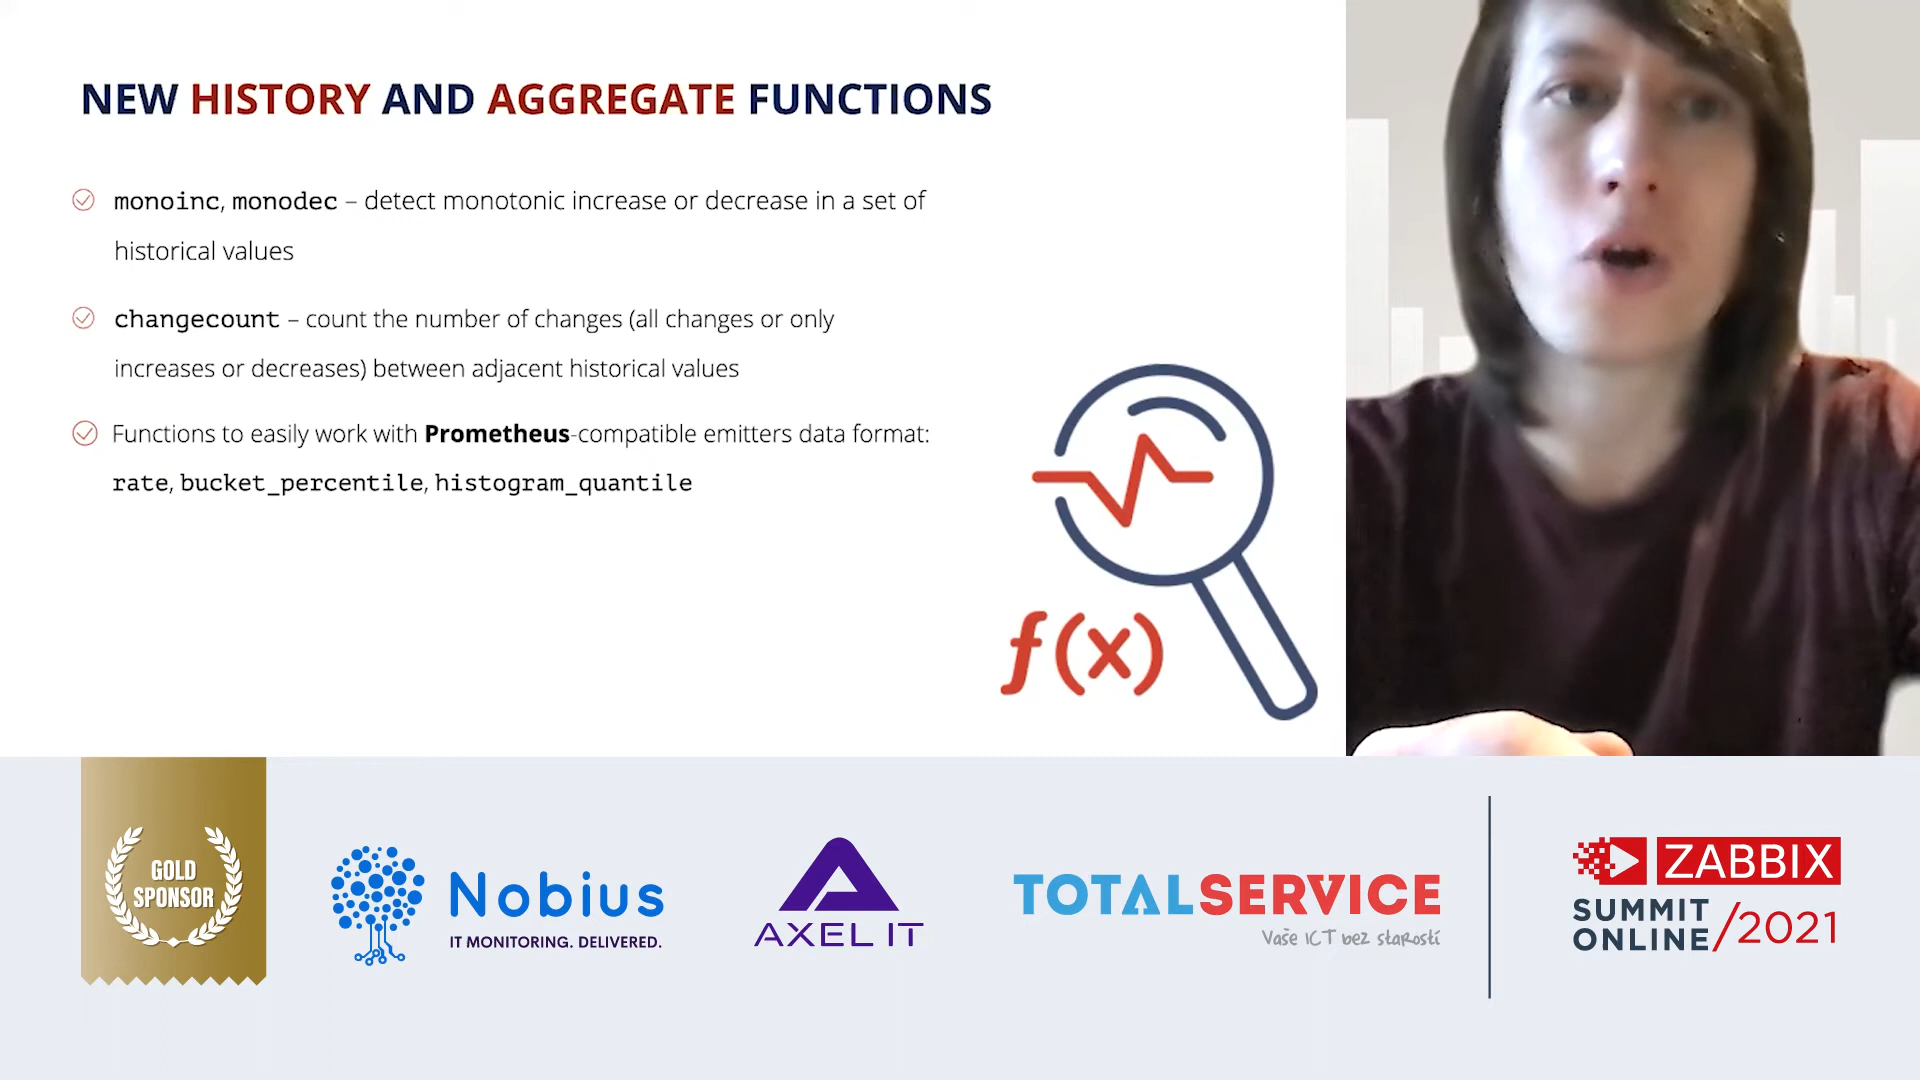 NEW HISTORY AND AGGREGATE FUNCTIONS
monoinc, monodec – detect monotonic increase or decrease in a set of
historical values
changecount – count the number of changes (all changes or only
increases or decreases) between adjacent historical values
Functions to easily work with Prometheus-compatible emitters data format:
rate, bucket_percentile, histogram_quantile
f(x)
GOLD
SPONSOR
Nobius
IT MONITORING. DELIVERED.
AXEL IT
TOTALSERVICE
Vaše ICT bez starostí
ZABBIX
SUMMIT
ONLINE /2021